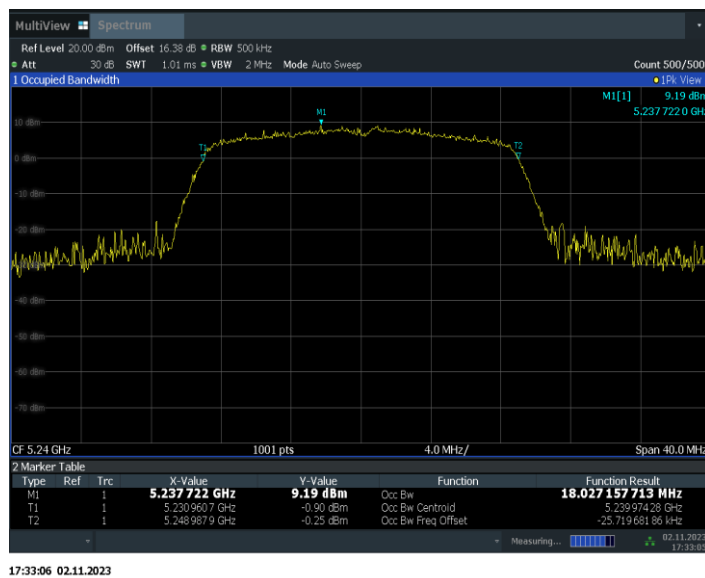 MultiView Spectrum
Ref Level 20.00 dBm Offset 16.38 dB RBW 500 kHz
Att 30 dB SWT 1.01 ms VBW 2 MHz Mode Auto Sweep Count 500/500
1 Occupied Bandwidth 1Pk View
M1[1] 9.19 dBm
5.237 722 0 GHz
M1
10 dBm
T1 T2
0 dBm
-10 dBm
-20 dBm
-40 dBm
-50 dBm
-60 dBm
-70 dBm
CF 5.24 GHz 1001 pts 4.0 MHz/ Span 40.0 MHz
2 Marker Table
Type Ref Trc X-Value Y-Value Function Function Result
M1 1 5.237 722 GHz 9.19 dBm Occ Bw 18.027 157 713 MHz
T1 1 5.230 960 7 GHz -0.90 dBm Occ Bw Centroid 5.239 974 28 GHz
T2 1 5.248 987 9 GHz -0.25 dBm Occ Bw Freq Offset -25.719 681 86 kHz
Measuring... 02.11.2023
17:33:05
17:33:06 02.11.2023